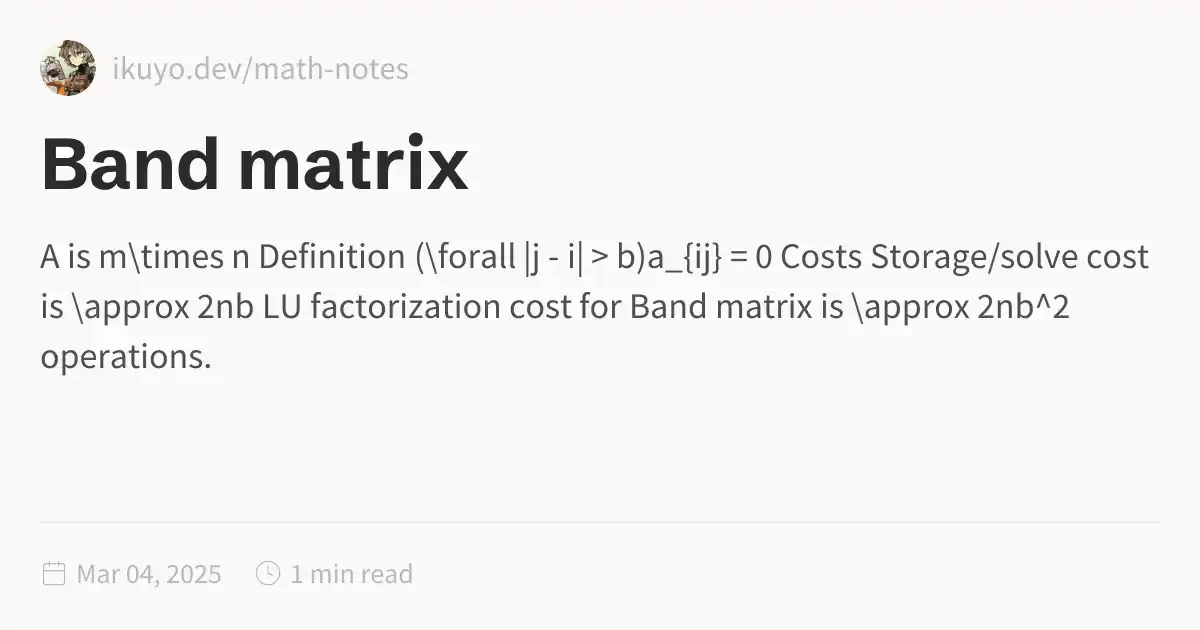 ikuyo.dev/math-notes
Band matrix
A is m\times n Definition (\forall |j - i| > b)a_{ij} = 0 Costs Storage/solve cost
is \approx 2nb LU factorization cost for Band matrix is \approx 2nb^2
operations.
Mar 04, 2025
1 min read